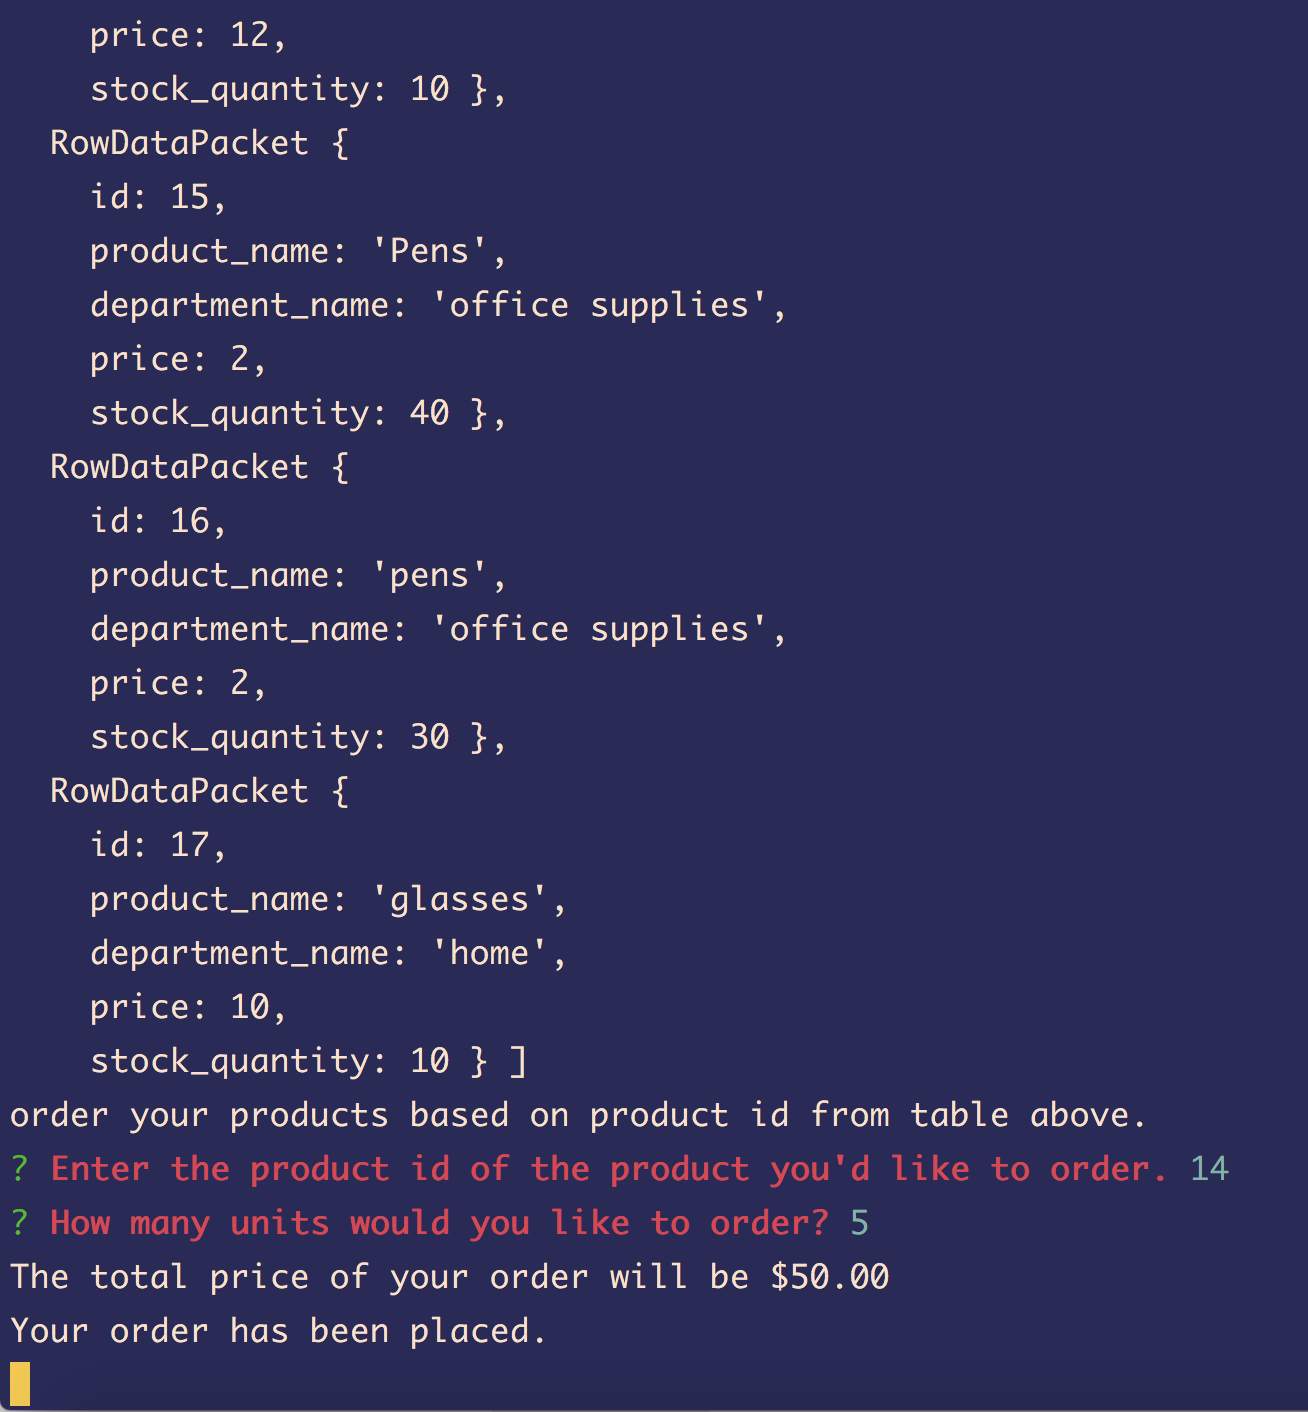 price: 12,
stock_quantity: 10 },
RowDataPacket {
id: 15,
product_name: 'Pens',
department_name: 'office supplies',
price: 2,
stock_quantity: 40 },
RowDataPacket {
id: 16,
product_name: 'pens',
department_name: 'office supplies',
price: 2,
stock_quantity: 30 },
RowDataPacket {
id: 17,
product_name: 'glasses',
department_name: 'home',
price: 10,
stock_quantity: 10 } ]
order your products based on product id from table above.
? Enter the product id of the product you'd like to order. 14
? How many units would you like to order? 5
The total price of your order will be $50.00
Your order has been placed.